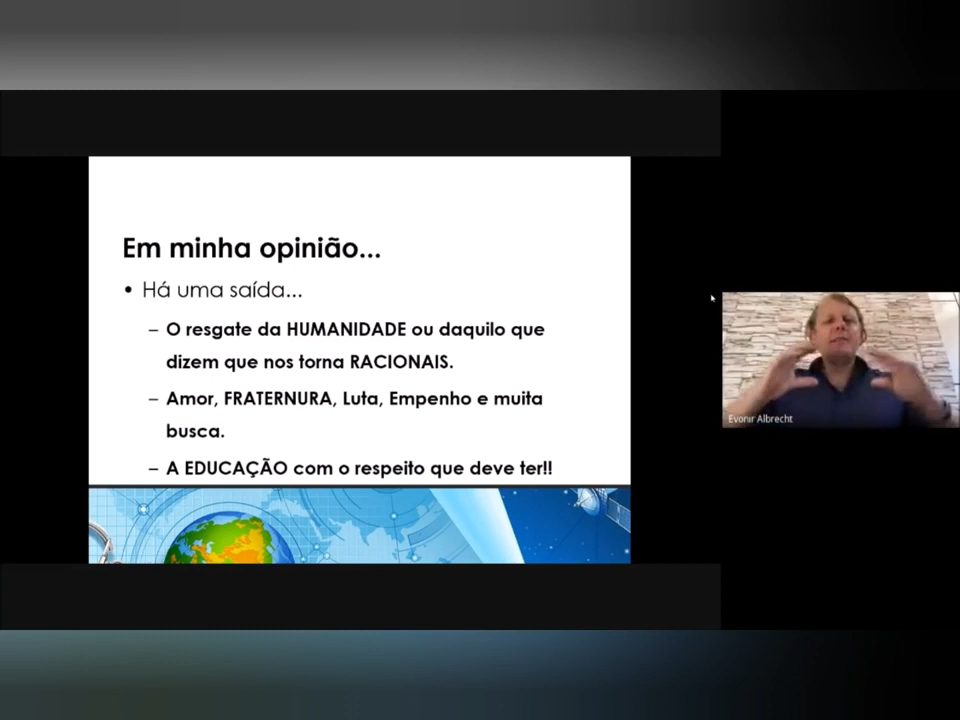 Em minha opinião...
• Há uma saída...
– O resgate da HUMANIDADE ou daquilo que
dizem que nos torna RACIONAIS.
– Amor, FRATERNURA, Luta, Empenho e muita
busca.
– A EDUCAÇÃO com o respeito que deve ter!!
Evonir Albrecht